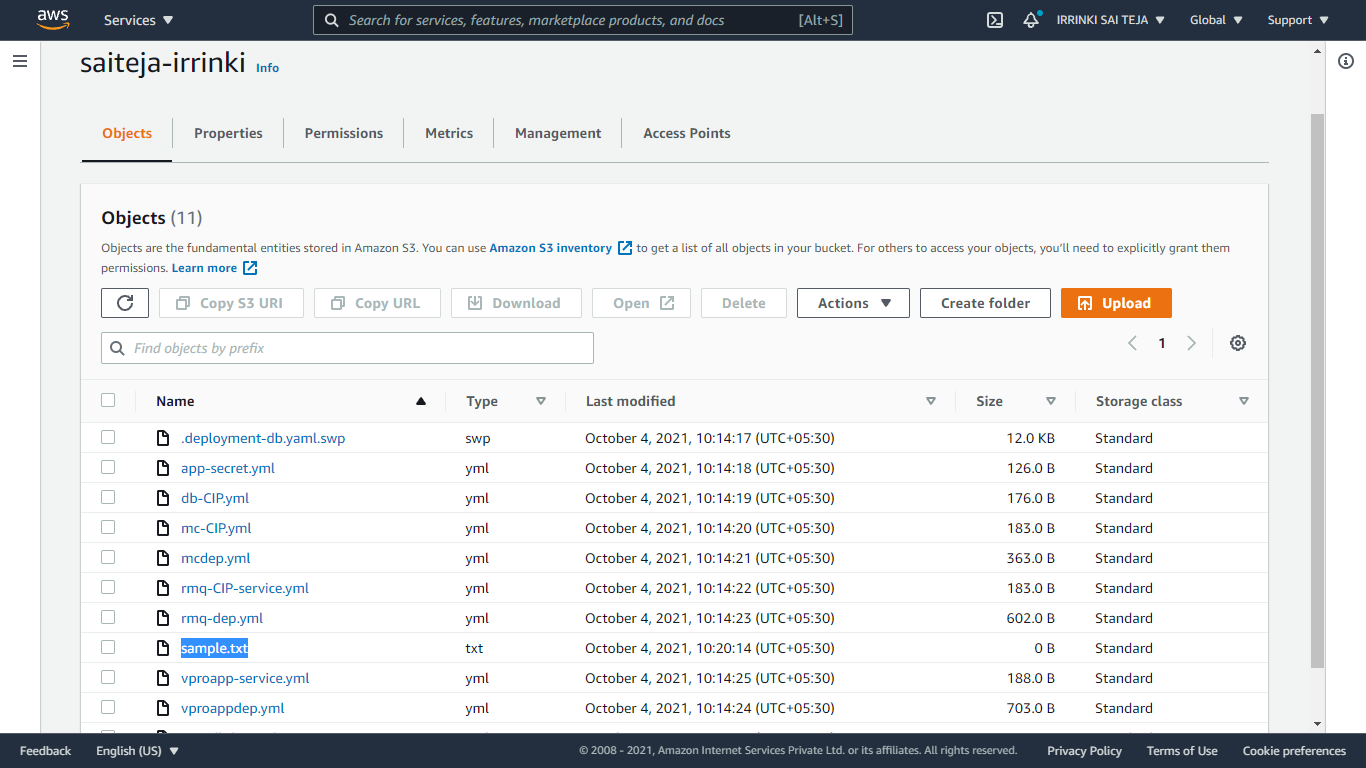 aws Services Search for services, features, marketplace products, and docs [Alt+S] IRRINKI SAI TEJA Global Support
saiteja-irrinki Info
Objects Properties Permissions Metrics Management Access Points
Objects (11)
Objects are the fundamental entities stored in Amazon S3. You can use Amazon S3 inventory to get a list of all objects in your bucket. For others to access your objects, you'll need to explicitly grant them
permissions. Learn more
Copy S3 URI Copy URL Download Open Delete Actions Create folder Upload
Find objects by prefix 1
Name Type Last modified Size Storage class
.deployment-db.yaml.swp swp October 4, 2021, 10:14:17 (UTC+05:30) 12.0 KB Standard
app-secret.yml yml October 4, 2021, 10:14:18 (UTC+05:30) 126.0 B Standard
db-CIP.yml yml October 4, 2021, 10:14:19 (UTC+05:30) 176.0 B Standard
mc-CIP.yml yml October 4, 2021, 10:14:20 (UTC+05:30) 183.0 B Standard
mcdep.yml yml October 4, 2021, 10:14:21 (UTC+05:30) 363.0 B Standard
rmq-CIP-service.yml yml October 4, 2021, 10:14:22 (UTC+05:30) 183.0 B Standard
rmq-dep.yml yml October 4, 2021, 10:14:23 (UTC+05:30) 602.0 B Standard
sample.txt txt October 4, 2021, 10:20:14 (UTC+05:30) 0 B Standard
vproapp-service.yml yml October 4, 2021, 10:14:25 (UTC+05:30) 188.0 B Standard
vproappdep.yml yml October 4, 2021, 10:14:24 (UTC+05:30) 703.0 B Standard
Feedback English (US) © 2008 - 2021, Amazon Internet Services Private Ltd. or its affiliates. All rights reserved. Privacy Policy Terms of Use Cookie preferences